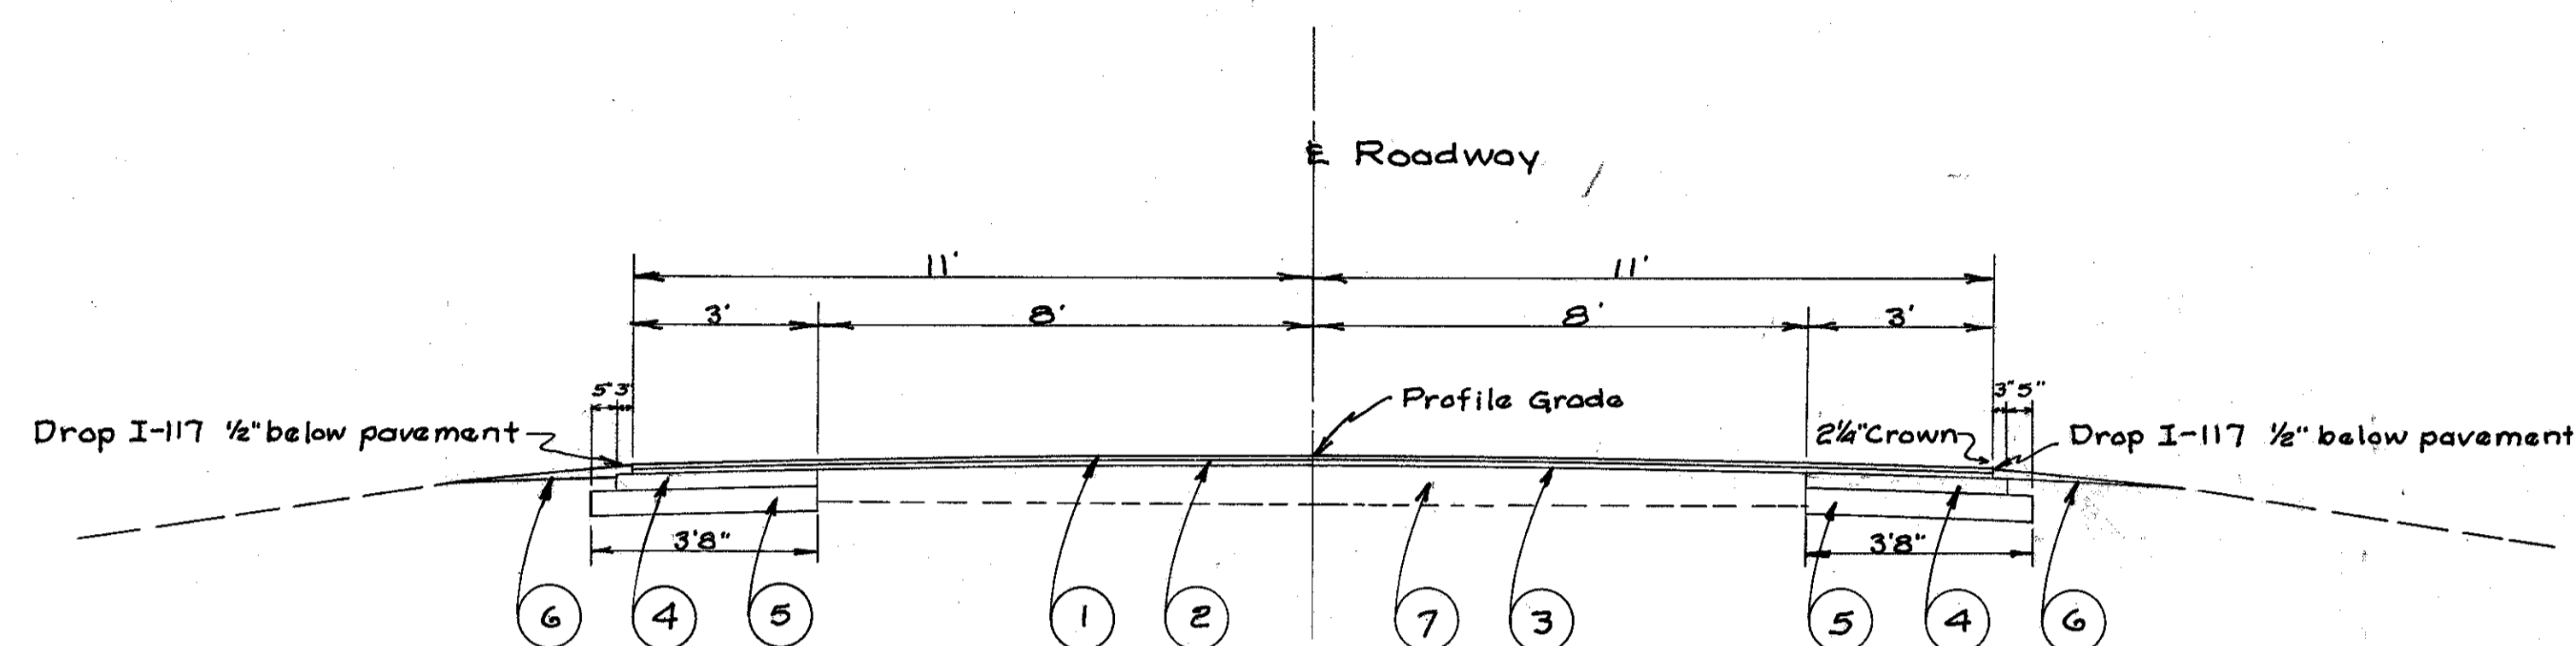 ℄ Roadway
11' 11'
3' 8' 8' 3'
5" 3" 3" 5"
Profile Grade
Drop I-117 1/2" below pavement 2 1/4" Crown Drop I-117 1/2" below pavement
3'8" 3'8"
6 4 5 1 2 7 3 5 4 6